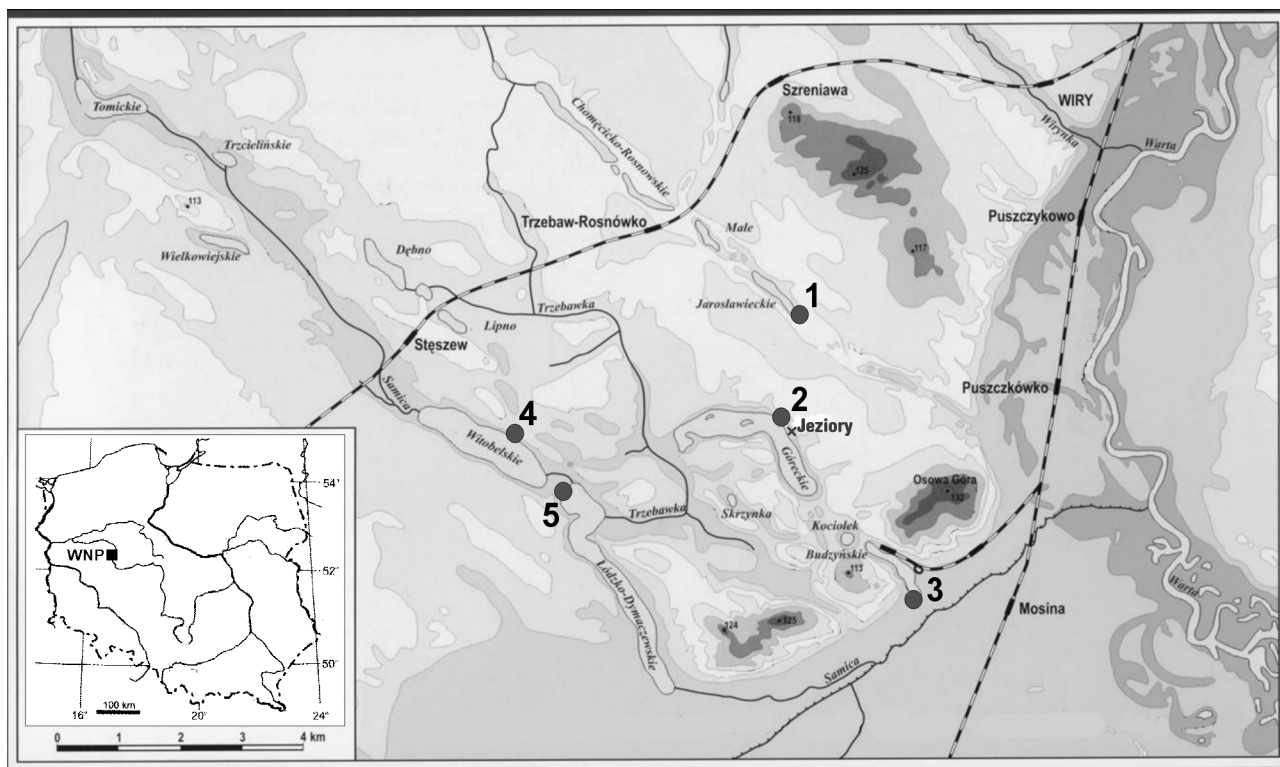 Tomickie
Trzcielińskie
113
Wielkowiejskie
Dębno
Lipno
Stęszew
Trzebaw-Rosnówko
Chomęcicko-Rosnowskie
Trzebawka
Szreniawa
118
125
117
WIRY
Wirynka
Warta
Puszczykowo
Małe
Jarosławieckie
1
Puszczkówko
2
Jeziory
Góreckie
Samica
4
Witobelskie
5
Trzebawka
Skrzynka
Osowa Góra
132
Kociołek
Budzyńskie
113
3
Mosina
Warta
Łódzko-Dymaczewskie
124
125
Samica
WNP
54°
52°
50°
16°
20°
24°
100 km
0 1 2 3 4 km